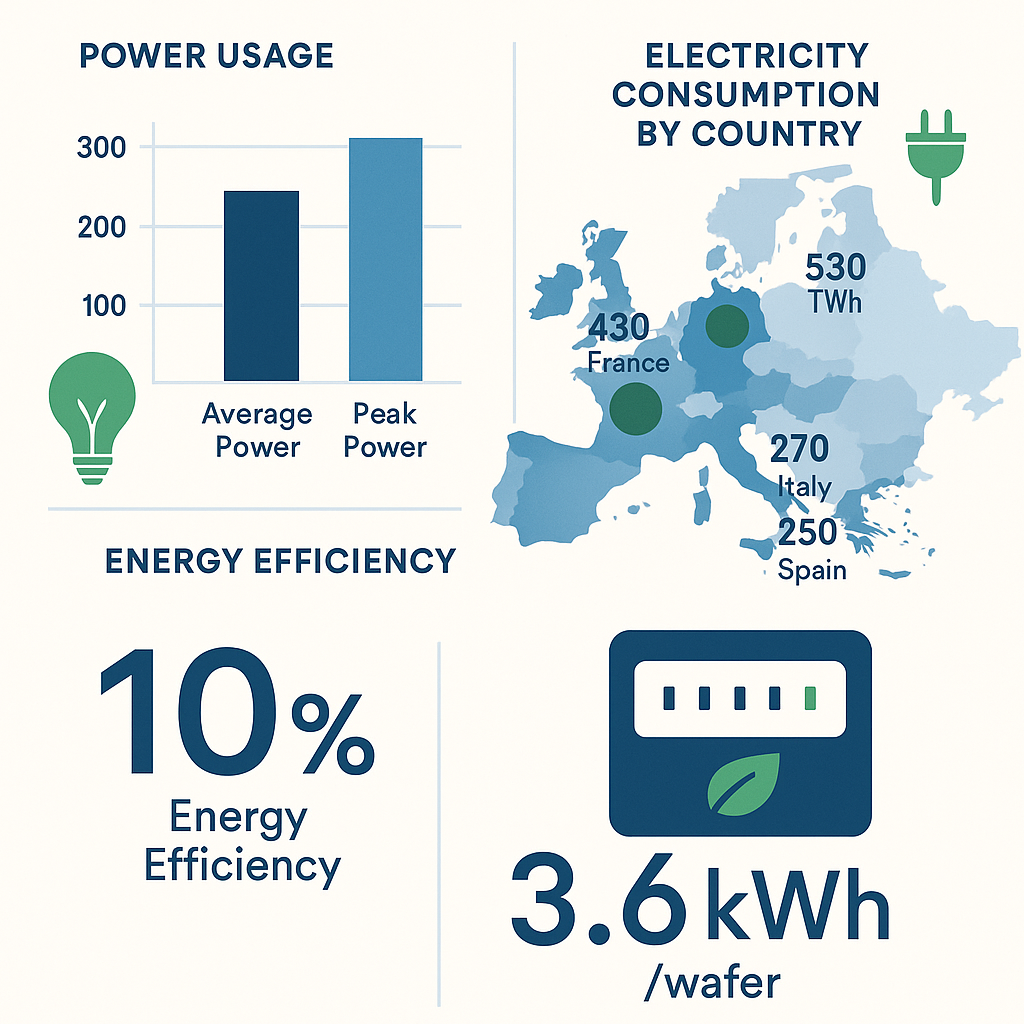 POWER USAGE
300
200
100
Average
Power
Peak
Power
ELECTRICITY
CONSUMPTION
BY COUNTRY
530
TWh
430
France
270
Italy
250
Spain
ENERGY EFFICIENCY
10%
Energy
Efficiency
3.6 kWh
/wafer